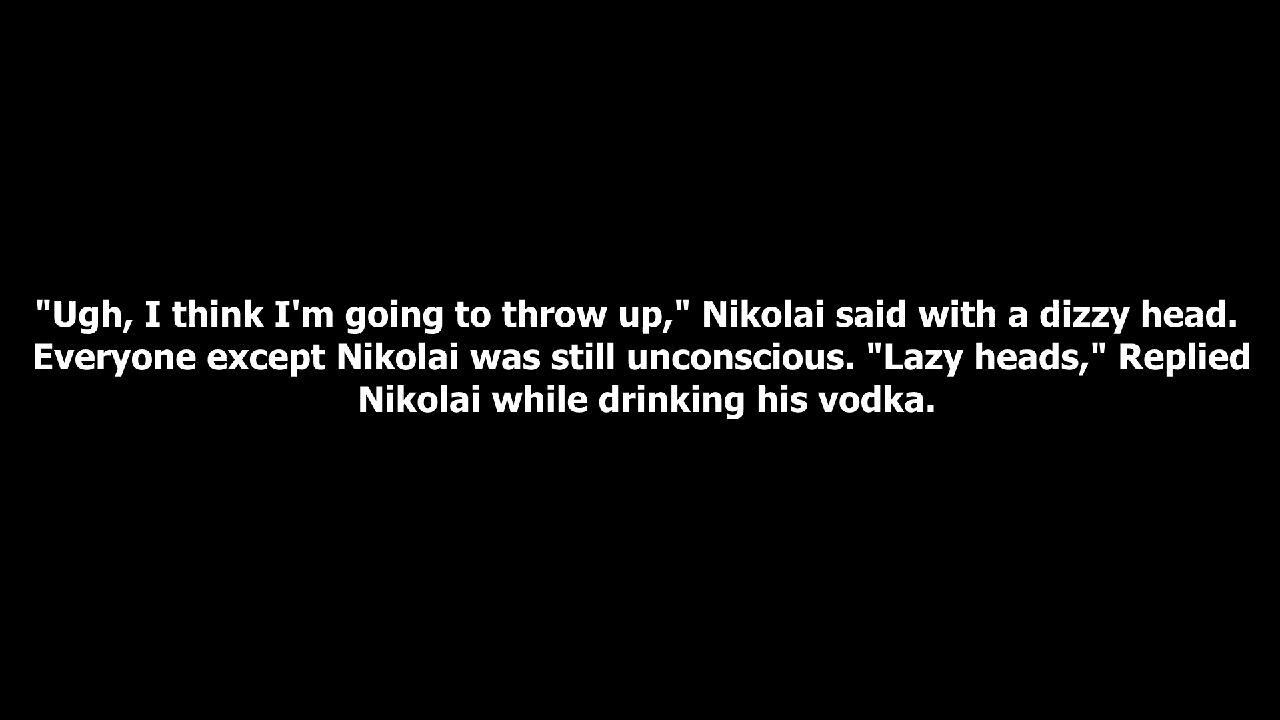 "Ugh, I think I'm going to throw up," Nikolai said with a dizzy head.
Everyone except Nikolai was still unconscious. "Lazy heads," Replied
Nikolai while drinking his vodka.